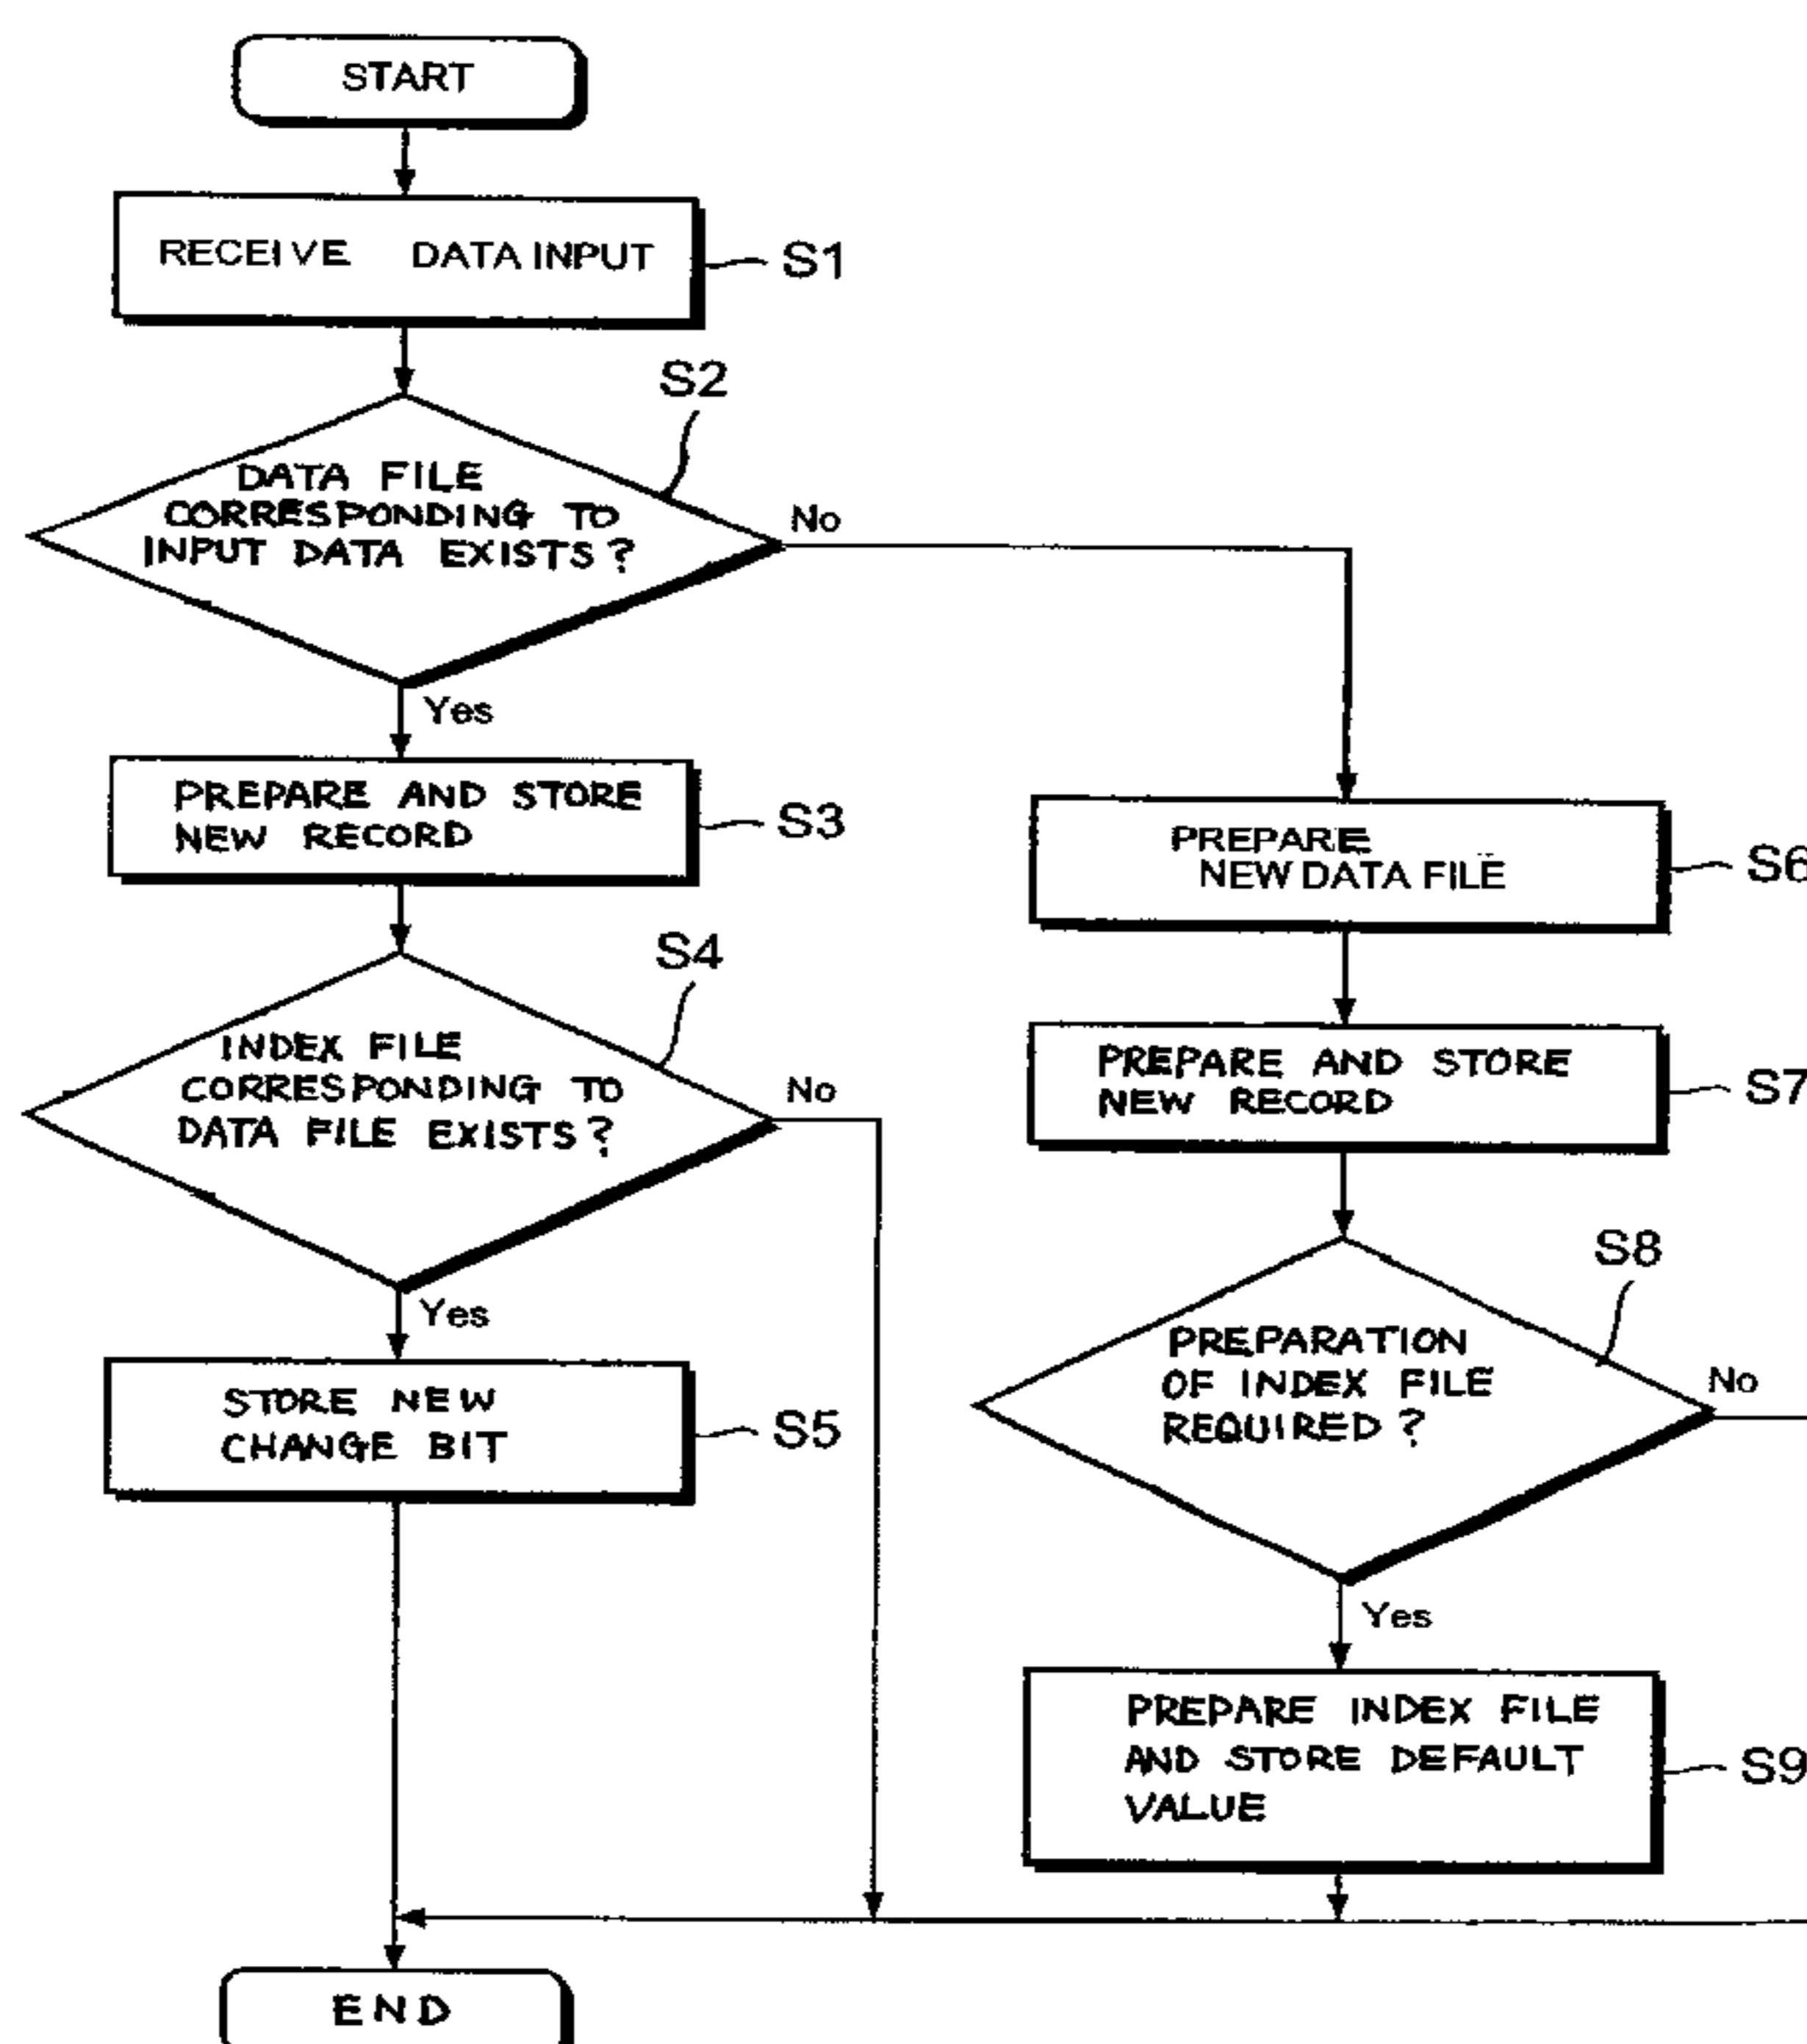 START
RECEIVE DATA INPUT
S1
S2
DATA FILE
CORRESPONDING TO
INPUT DATA EXISTS?
No
Yes
PREPARE AND STORE
NEW RECORD
S3
S4
INDEX FILE
CORRESPONDING TO
DATA FILE EXISTS?
No
Yes
STORE NEW
CHANGE BIT
S5
PREPARE
NEW DATA FILE
S6
PREPARE AND STORE
NEW RECORD
S7
S8
PREPARATION
OF INDEX FILE
REQUIRED?
No
Yes
PREPARE INDEX FILE
AND STORE DEFAULT
VALUE
S9
END